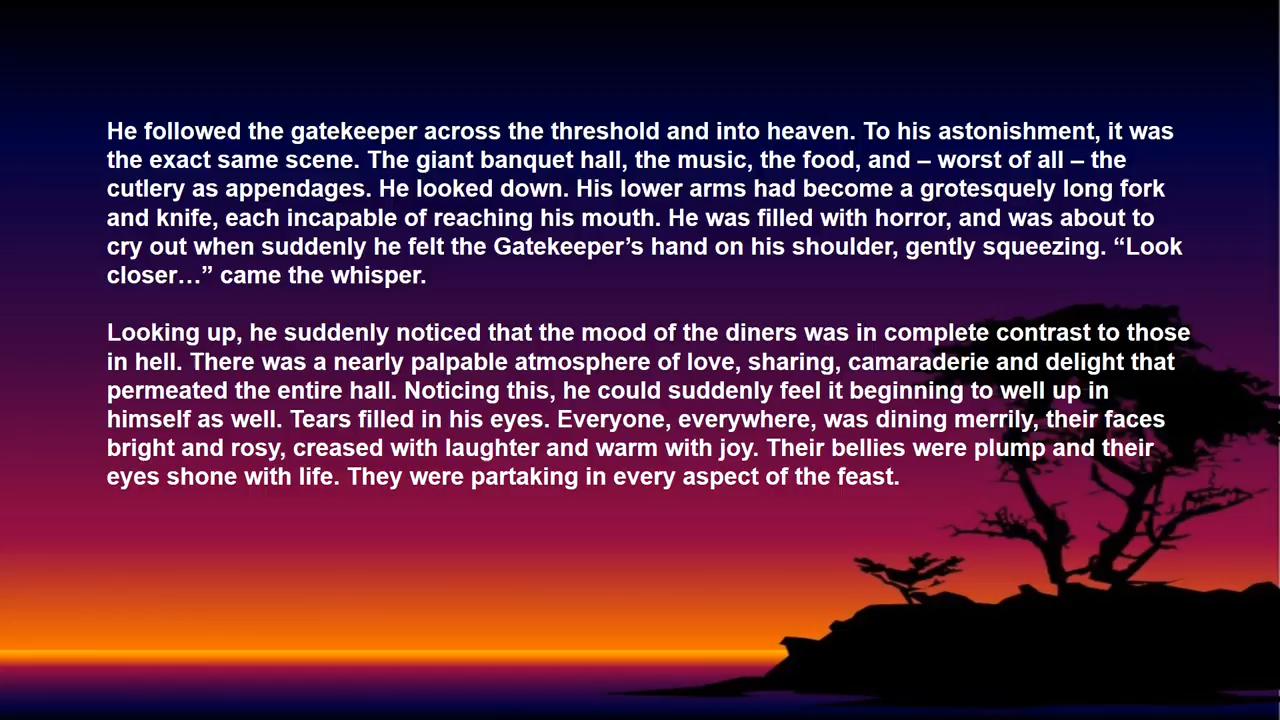 He followed the gatekeeper across the threshold and into heaven. To his astonishment, it was
the exact same scene. The giant banquet hall, the music, the food, and – worst of all – the
cutlery as appendages. He looked down. His lower arms had become a grotesquely long fork
and knife, each incapable of reaching his mouth. He was filled with horror, and was about to
cry out when suddenly he felt the Gatekeeper’s hand on his shoulder, gently squeezing. “Look
closer…” came the whisper.
Looking up, he suddenly noticed that the mood of the diners was in complete contrast to those
in hell. There was a nearly palpable atmosphere of love, sharing, camaraderie and delight that
permeated the entire hall. Noticing this, he could suddenly feel it beginning to well up in
himself as well. Tears filled in his eyes. Everyone, everywhere, was dining merrily, their faces
bright and rosy, creased with laughter and warm with joy. Their bellies were plump and their
eyes shone with life. They were partaking in every aspect of the feast.